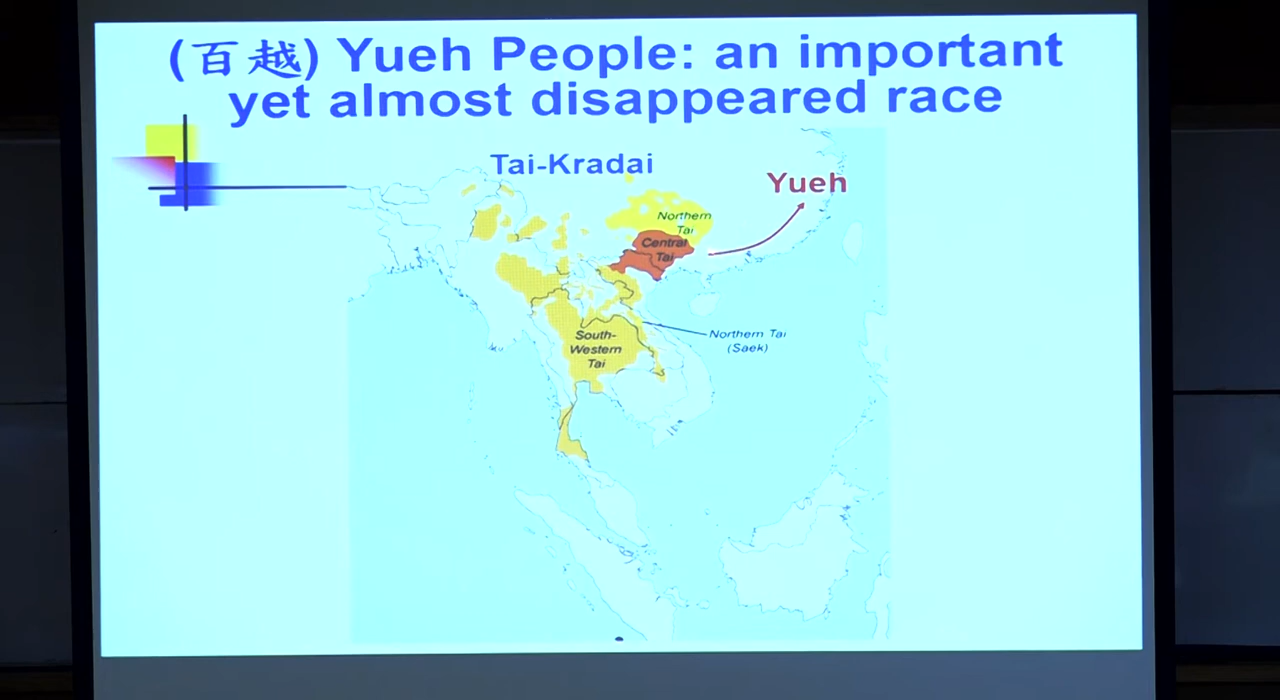 (百越) Yueh People: an important
yet almost disappeared race
Tai-Kradai
Yueh
Northern
Tai
Central
Tai
Northern Tai
(Saek)
South-
Western
Tai